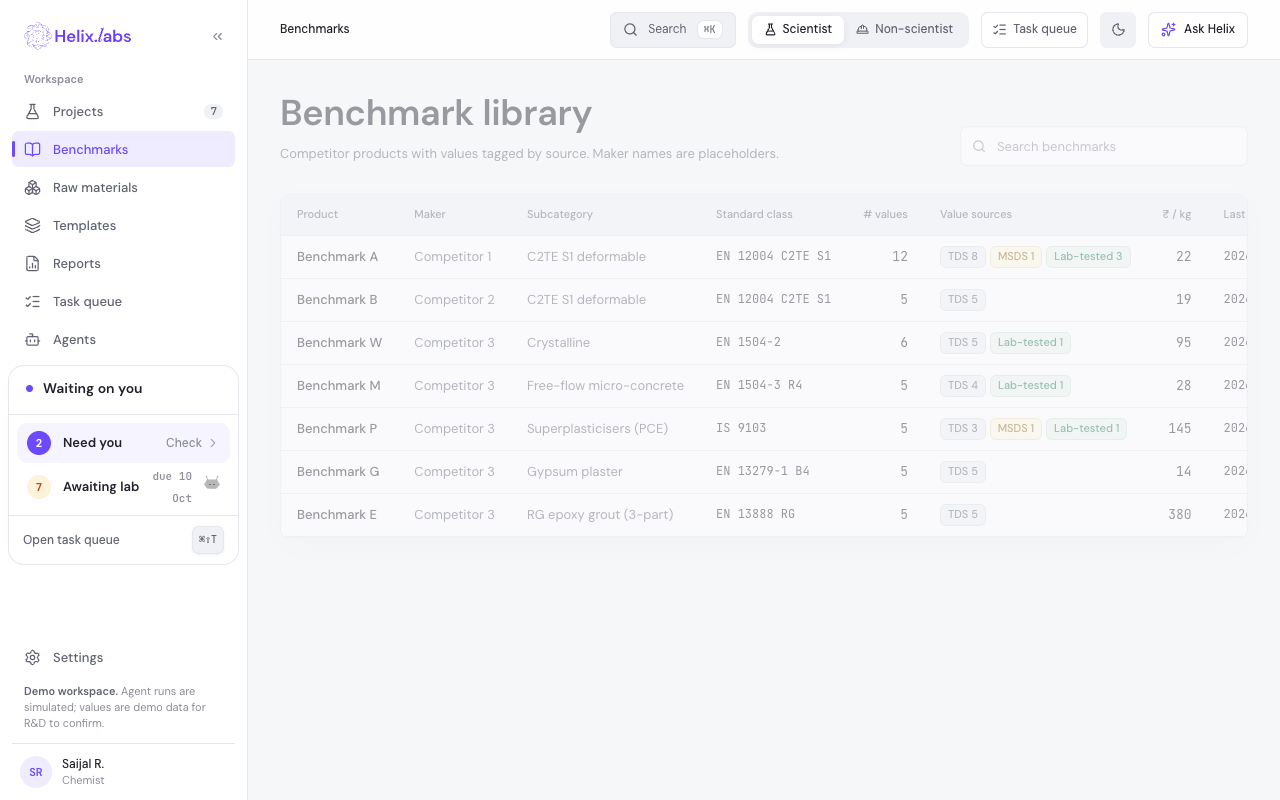 Helix.labs
Workspace
Projects 7
Benchmarks
Raw materials
Templates
Reports
Task queue
Agents
Waiting on you
2 Need you Check
7 Awaiting lab due 10 Oct
Open task queue ⌘⇧T
Settings
Demo workspace. Agent runs are
simulated; values are demo data for
R&D to confirm.
SR Saijal R.
Chemist
Benchmarks
Search ⌘K
Scientist
Non-scientist
Task queue
Ask Helix
Benchmark library
Competitor products with values tagged by source. Maker names are placeholders.
Search benchmarks
Product Maker Subcategory Standard class # values Value sources ₹ / kg Last
Benchmark A Competitor 1 C2TE S1 deformable EN 12004 C2TE S1 12 TDS 8 MSDS 1 Lab-tested 3 22
Benchmark B Competitor 2 C2TE S1 deformable EN 12004 C2TE S1 5 TDS 5 19
Benchmark W Competitor 3 Crystalline EN 1504-2 6 TDS 5 Lab-tested 1 95
Benchmark M Competitor 3 Free-flow micro-concrete EN 1504-3 R4 5 TDS 4 Lab-tested 1 28
Benchmark P Competitor 3 Superplasticisers (PCE) IS 9103 5 TDS 3 MSDS 1 Lab-tested 1 145
Benchmark G Competitor 3 Gypsum plaster EN 13279-1 B4 5 TDS 5 14
Benchmark E Competitor 3 RG epoxy grout (3-part) EN 13888 RG 5 TDS 5 380